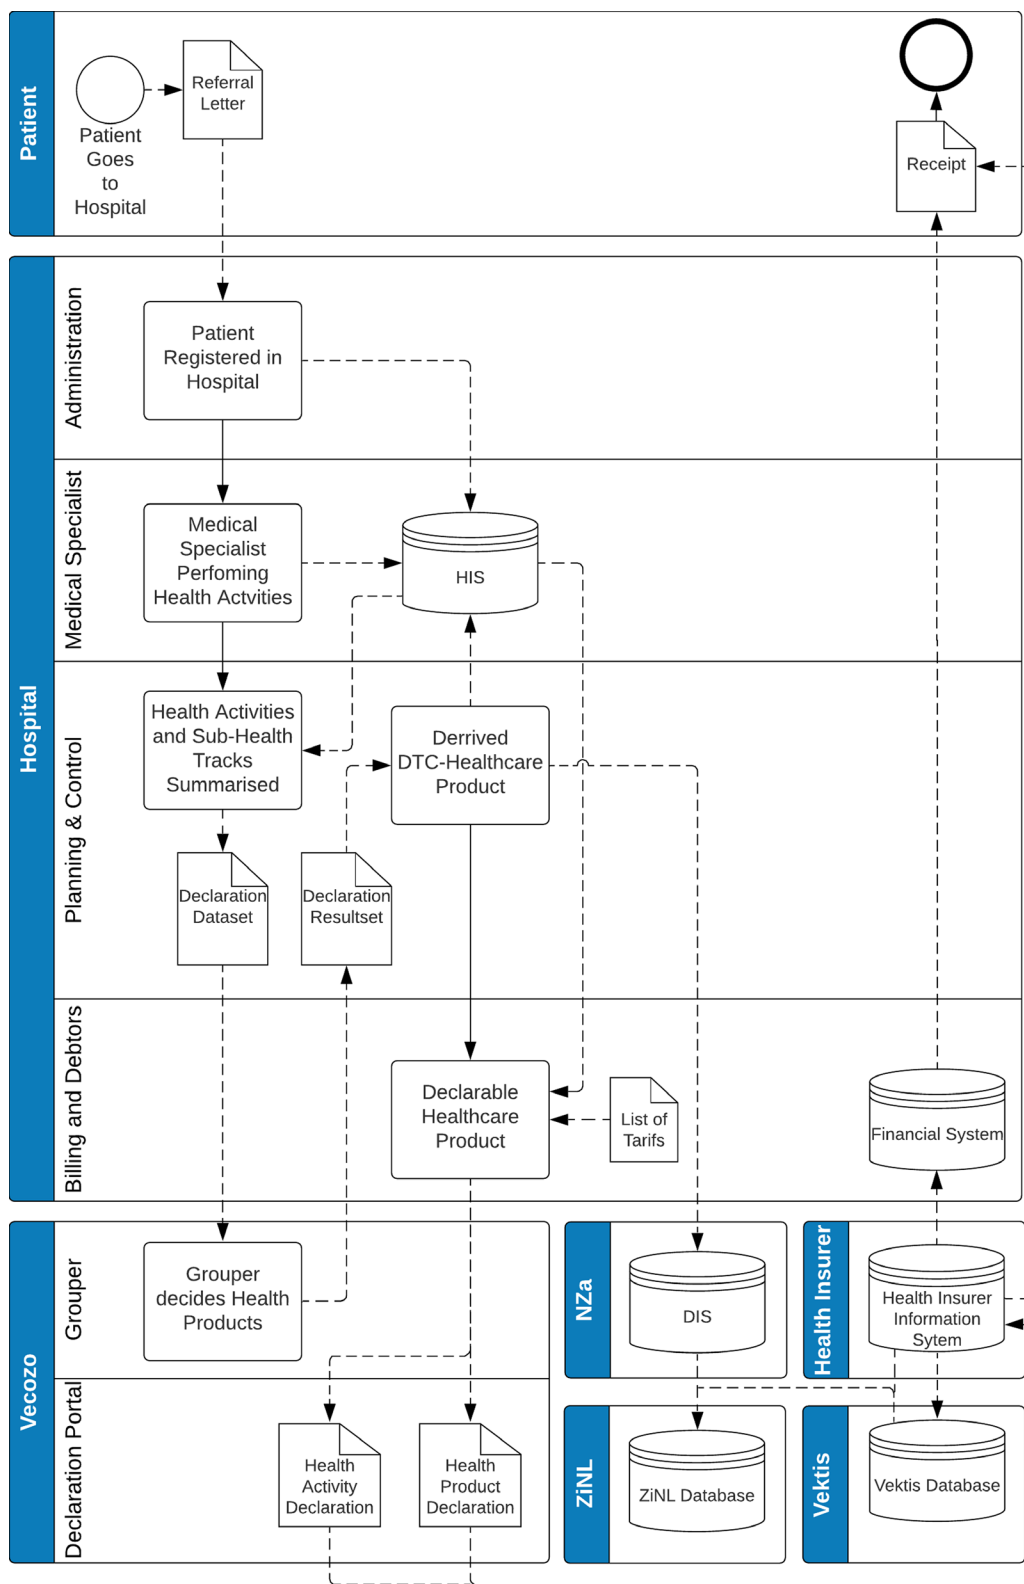 Patient
Patient
Goes
to
Hospital
Referral
Letter
Receipt
Hospital
Administration
Patient
Registered in
Hospital
Medical Specialist
Medical
Specialist
Perfoming
Health Actvities
HIS
Planning & Control
Health Activities
and Sub-Health
Tracks
Summarised
Derrived
DTC-Healthcare
Product
Declaration
Dataset
Declaration
Resultset
Billing and Debtors
Declarable
Healthcare
Product
List of
Tarifs
Financial System
Vecozo
Grouper
Grouper
decides Health
Products
Declaration Portal
Health
Activity
Declaration
Health
Product
Declaration
NZa
DIS
Health Insurer
Health Insurer
Information
Sytem
ZiNL
ZiNL Database
Vektis
Vektis Database